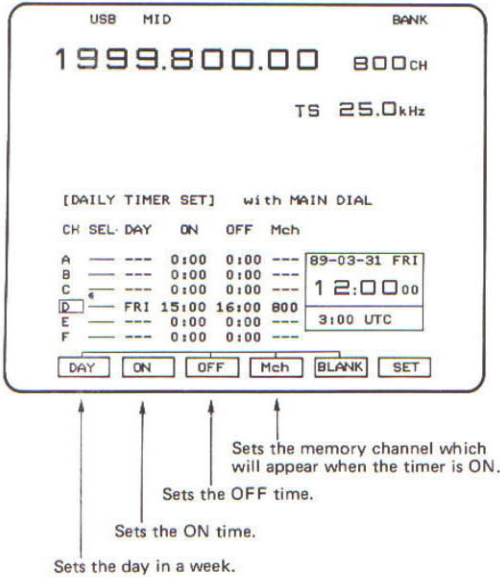 USB MID BANK
1999.800.00 800CH
TS 25.0kHz
[DAILY TIMER SET] with MAIN DIAL
CH SEL· DAY ON OFF Mch
A —— --- 0:00 0:00 ---
B —— --- 0:00 0:00 ---
C —— --- 0:00 0:00 ---
D —— FRI 15:00 16:00 800
E —— --- 0:00 0:00 ---
F —— --- 0:00 0:00 ---
89-03-31 FRI
12:00 00
3:00 UTC
DAY ON OFF Mch BLANK SET
Sets the memory channel which
will appear when the timer is ON.
Sets the OFF time.
Sets the ON time.
Sets the day in a week.